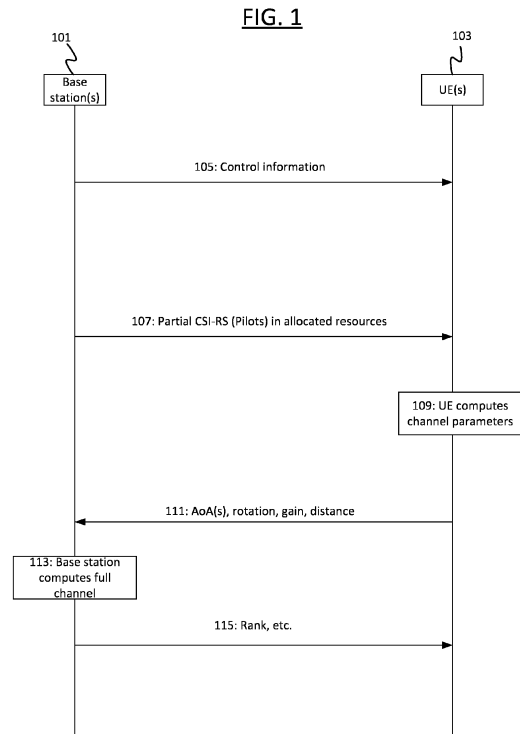 FIG. 1
101
103
Base
station(s)
UE(s)
105: Control information
107: Partial CSI-RS (Pilots) in allocated resources
109: UE computes
channel parameters
111: AoA(s), rotation, gain, distance
113: Base station
computes full
channel
115: Rank, etc.